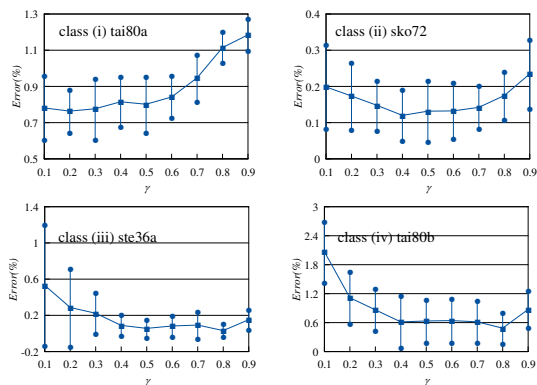 class (i) tai80a
Error(%)
1.3
1.1
0.9
0.7
0.5
0.1 0.2 0.3 0.4 0.5 0.6 0.7 0.8 0.9
γ
class (ii) sko72
Error(%)
0.4
0.3
0.2
0.1
0
0.1 0.2 0.3 0.4 0.5 0.6 0.7 0.8 0.9
γ
class (iii) ste36a
Error(%)
1.4
1
0.6
0.2
-0.2
0.1 0.2 0.3 0.4 0.5 0.6 0.7 0.8 0.9
γ
class (iv) tai80b
Error(%)
3
2.4
1.8
1.2
0.6
0
0.1 0.2 0.3 0.4 0.5 0.6 0.7 0.8 0.9
γ